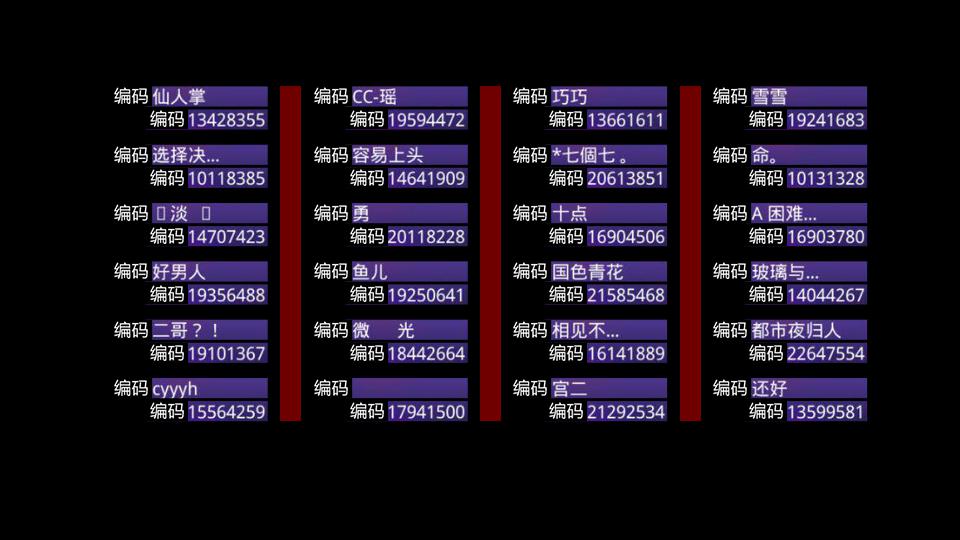 编码 仙人掌
编码 13428355
编码 选择决...
编码 10118385
编码 淡
编码 14707423
编码 好男人
编码 19356488
编码 二哥？！
编码 19101367
编码 cyyyh
编码 15564259
编码 CC-瑶
编码 19594472
编码 容易上头
编码 14641909
编码 勇
编码 20118228
编码 鱼儿
编码 19250641
编码 微 光
编码 18442664
编码
编码 17941500
编码 巧巧
编码 13661611
编码 *七個七 。
编码 20613851
编码 十点
编码 16904506
编码 国色青花
编码 21585468
编码 相见不...
编码 16141889
编码 宫二
编码 21292534
编码 雪雪
编码 19241683
编码 命。
编码 10131328
编码 A 困难...
编码 16903780
编码 玻璃与...
编码 14044267
编码 都市夜归人
编码 22647554
编码 还好
编码 13599581